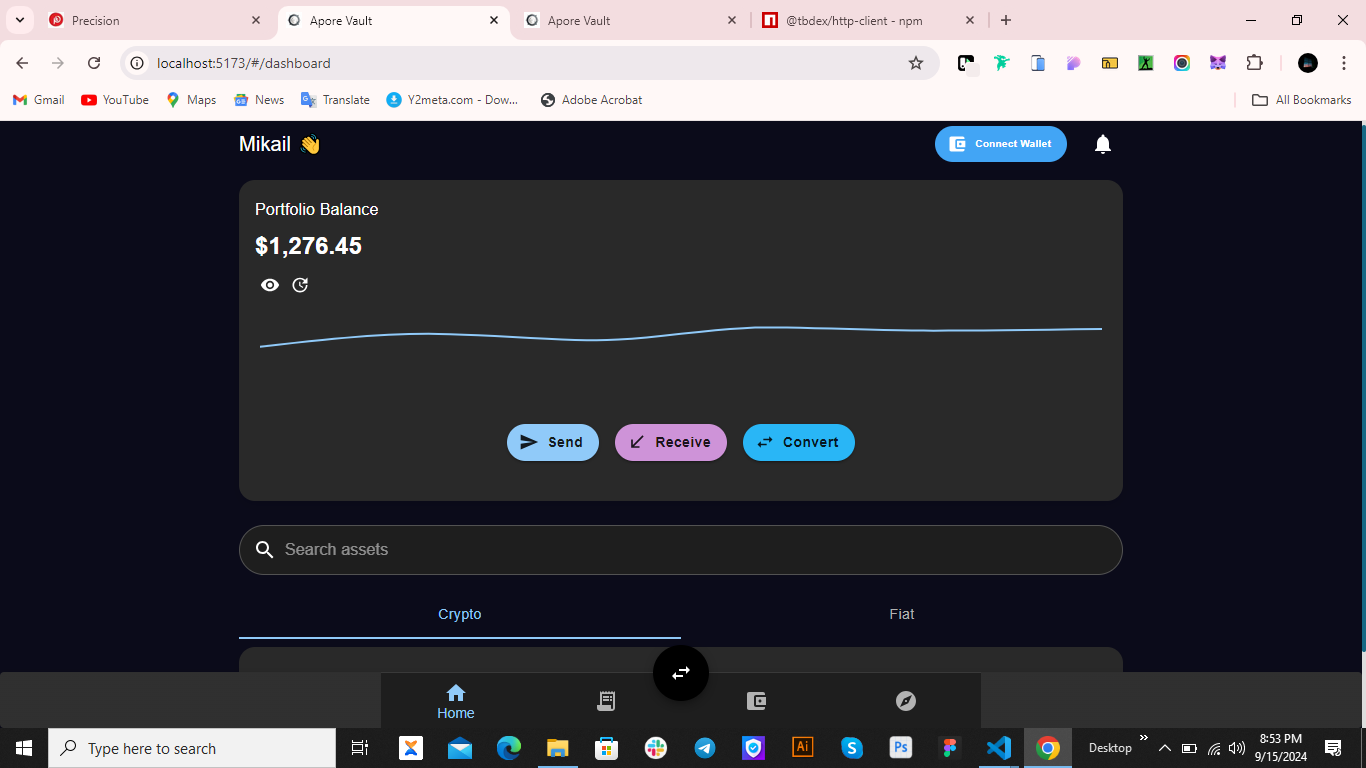 Precision
Apore Vault
Apore Vault
@tbdex/http-client - npm
localhost:5173/#/dashboard
Gmail
YouTube
Maps
News
Translate
Y2meta.com - Dow...
Adobe Acrobat
All Bookmarks
Mikail 👋
Connect Wallet
Portfolio Balance
$1,276.45
Send
Receive
Convert
Search assets
Crypto
Fiat
Home
Type here to search
Ai
S
Ps
Desktop
8:53 PM
9/15/2024